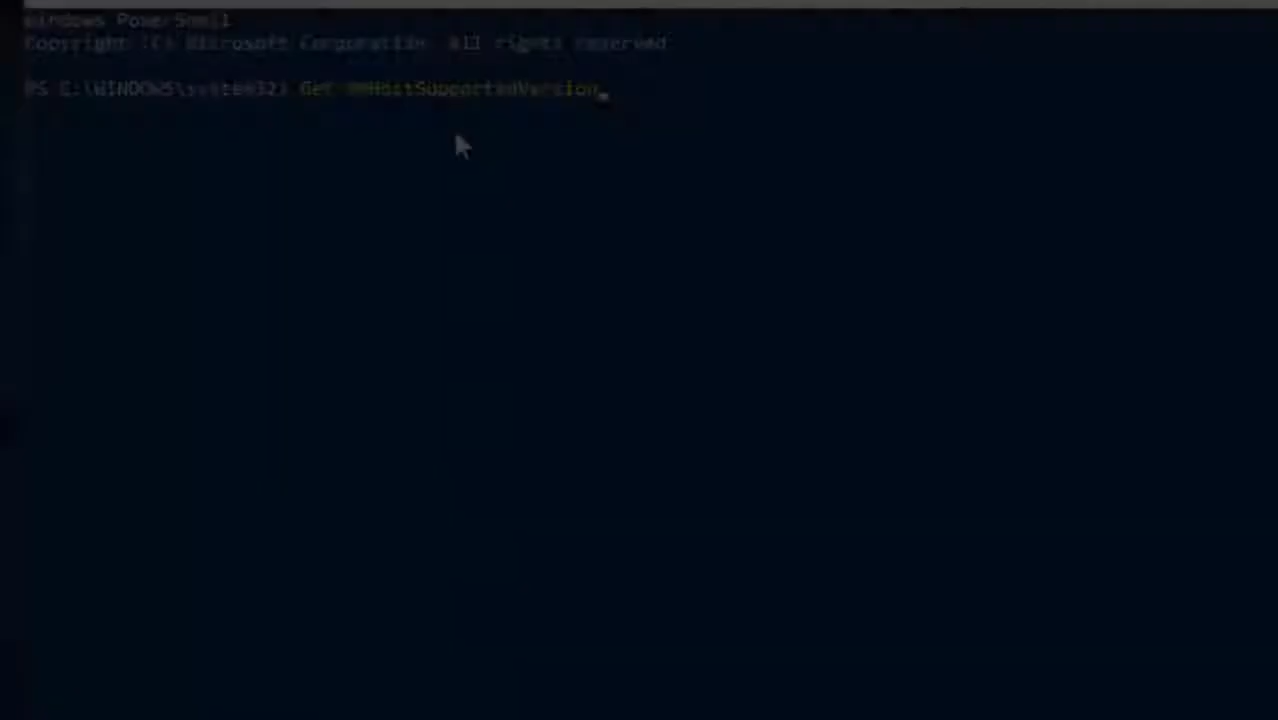 Windows PowerShell
Copyright (C) Microsoft Corporation. All rights reserved.
PS C:\WINDOWS\system32> Get-VMHostSupportedVersion